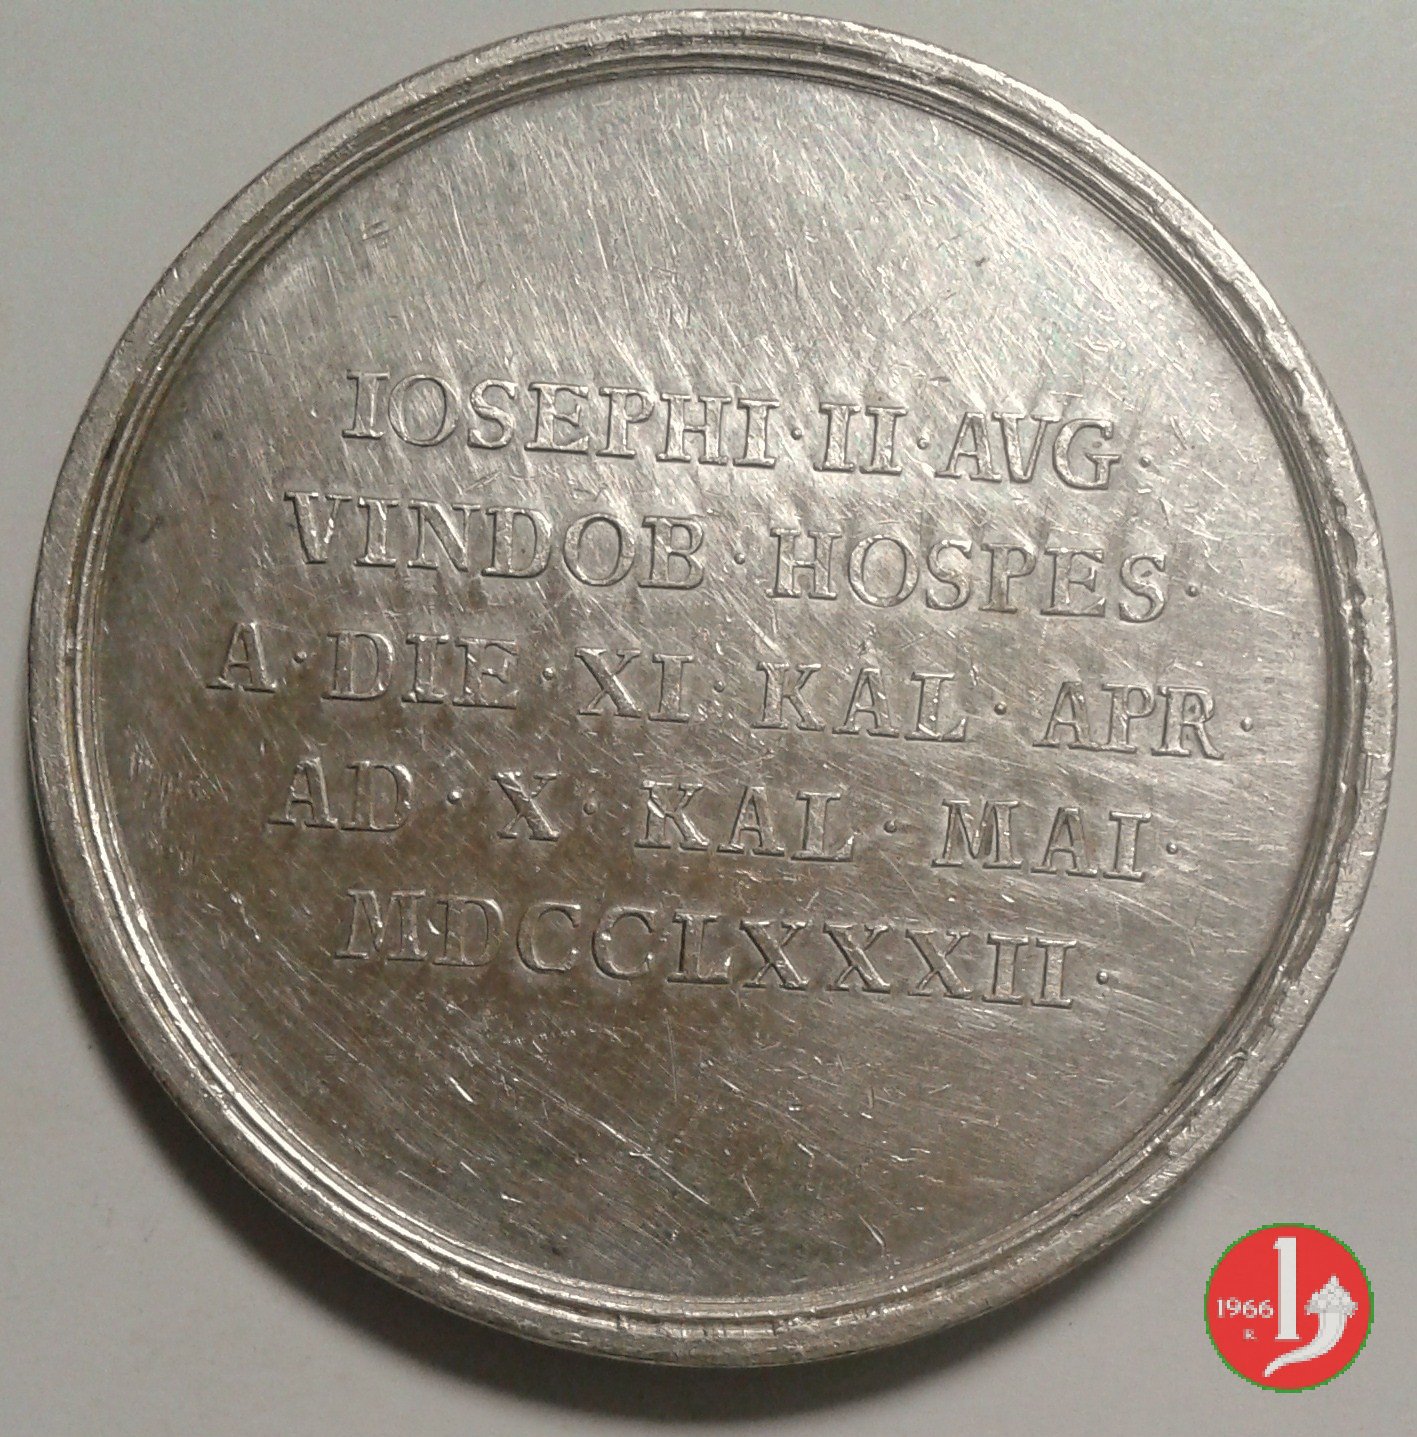 IOSEPHI · II · AVG ·
VINDOB · HOSPES ·
A · DIE · XI · KAL · APR ·
AD · X · KAL · MAI ·
MDCCLXXXII ·
1966
R